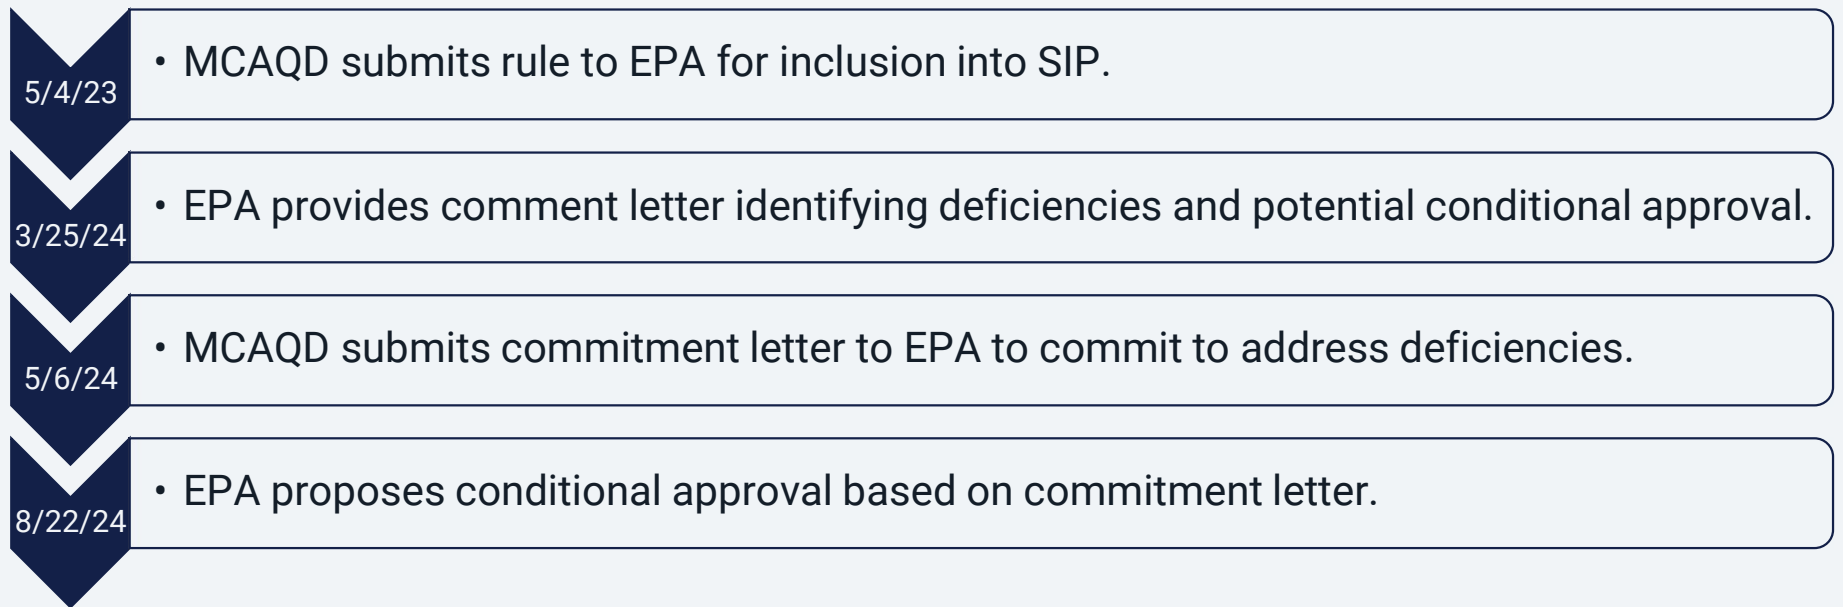 5/4/23
• MCAQD submits rule to EPA for inclusion into SIP.
3/25/24
• EPA provides comment letter identifying deficiencies and potential conditional approval.
5/6/24
• MCAQD submits commitment letter to EPA to commit to address deficiencies.
8/22/24
• EPA proposes conditional approval based on commitment letter.